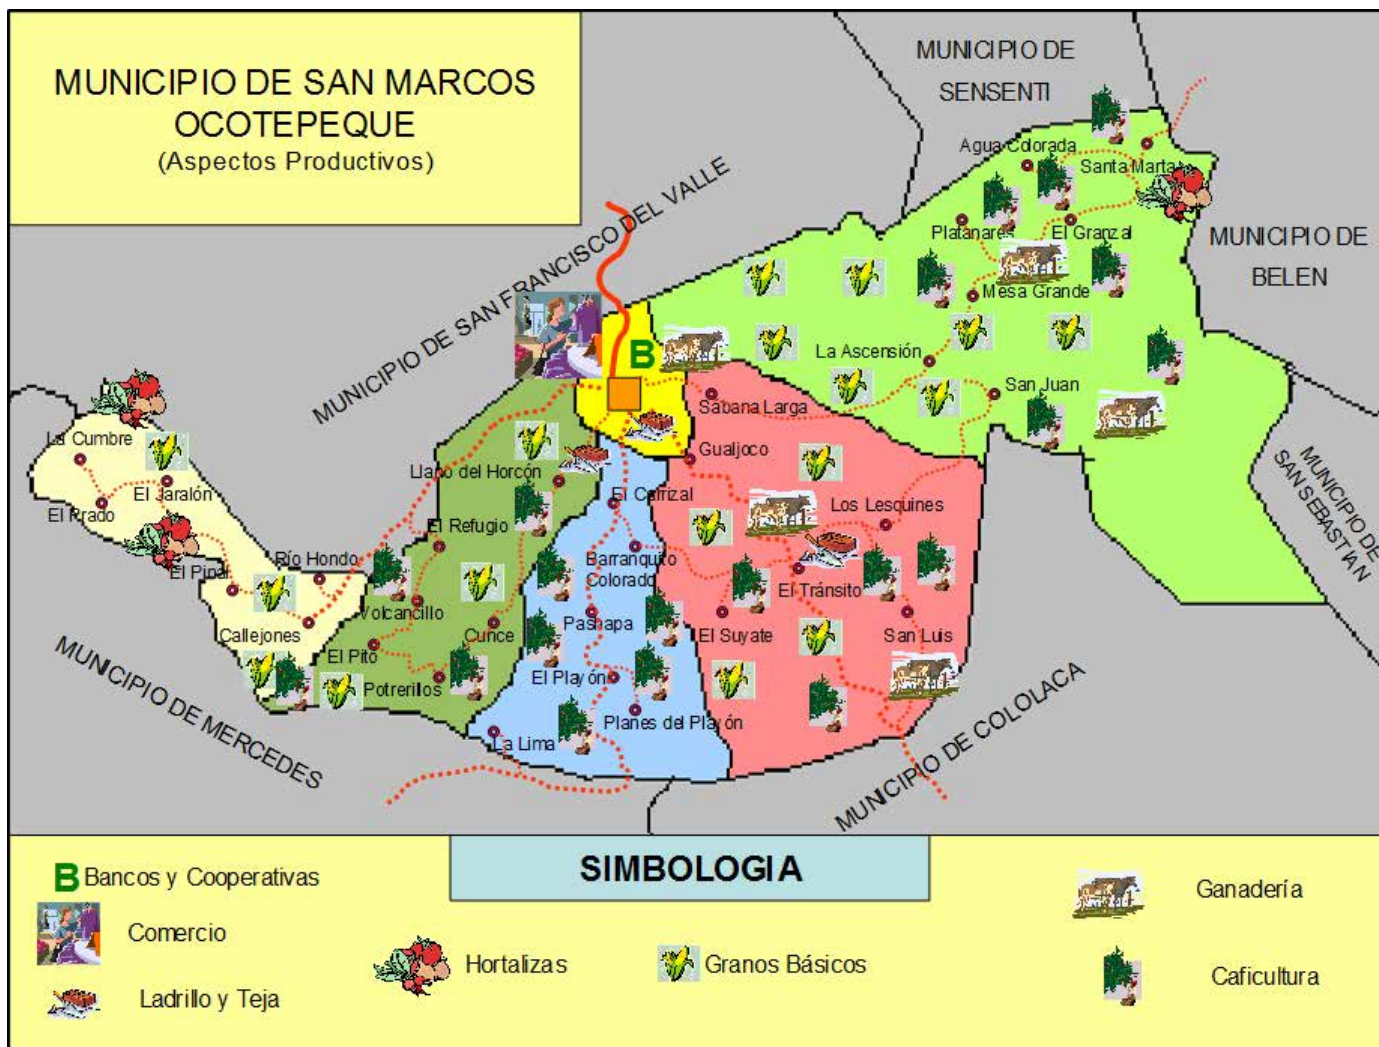 MUNICIPIO DE SAN MARCOS
OCOTEPEQUE
(Aspectos Productivos)
MUNICIPIO DE
SENSENTI
MUNICIPIO DE SAN FRANCISCO DEL VALLE
MUNICIPIO DE
BELEN
MUNICIPIO DE
SAN SEBASTIAN
MUNICIPIO DE MERCEDES
MUNICIPIO DE COLOLACA
Agua Colorada
Santa Marta
Platanares
El Granzal
Mesa Grande
La Ascensión
San Juan
B
Sabana Larga
Gualjoco
La Cumbre
El Jaralón
El Prado
El Pinal
Río Hondo
Callejones
Llano del Horcón
El Refugio
Volcancillo
Cunce
El Pito
Potrerillos
El Carrizal
Barranquito
Colorado
Pashapa
El Playón
Planes del Playón
La Lima
Los Lesquines
El Tránsito
El Suyate
San Luis
SIMBOLOGIA
B Bancos y Cooperativas
Comercio
Ladrillo y Teja
Hortalizas
Granos Básicos
Ganadería
Caficultura